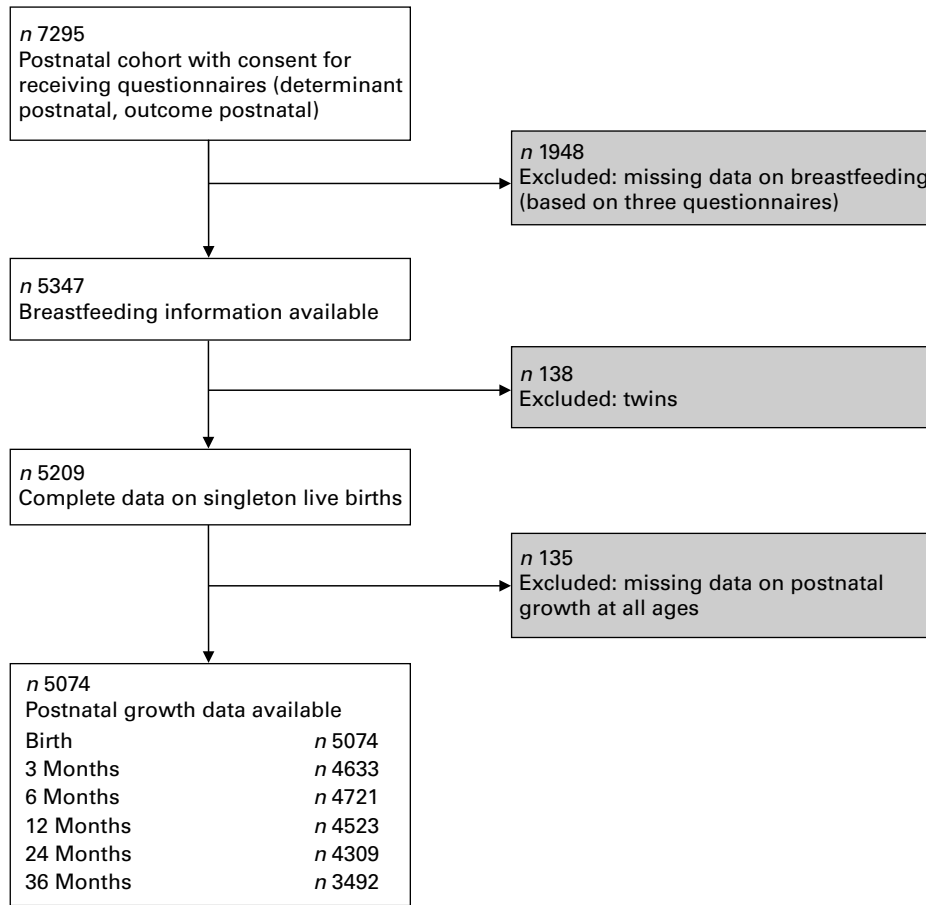 n 7295
Postnatal cohort with consent for
receiving questionnaires (determinant
postnatal, outcome postnatal)
n 1948
Excluded: missing data on breastfeeding
(based on three questionnaires)
n 5347
Breastfeeding information available
n 138
Excluded: twins
n 5209
Complete data on singleton live births
n 135
Excluded: missing data on postnatal
growth at all ages
n 5074
Postnatal growth data available
Birth n 5074
3 Months n 4633
6 Months n 4721
12 Months n 4523
24 Months n 4309
36 Months n 3492